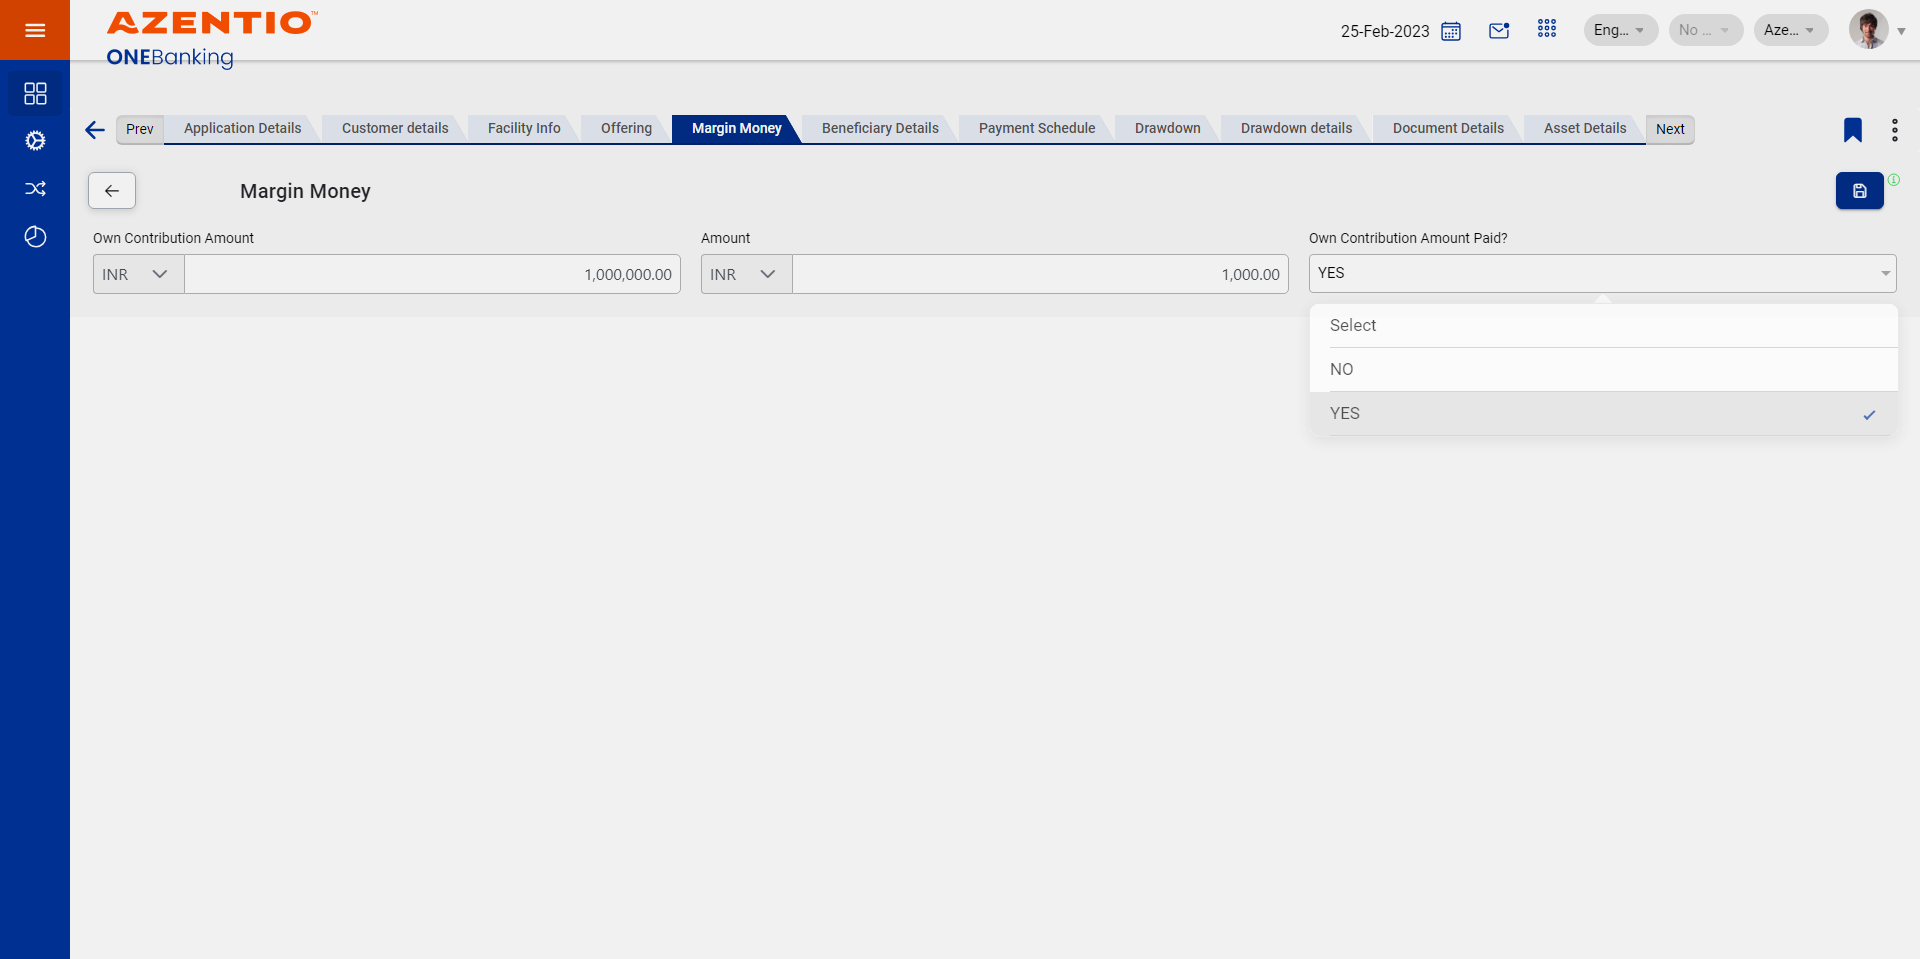 AZENTIO™
ONEBanking
25-Feb-2023
Eng...
No ...
Aze...
Prev
Application Details
Customer details
Facility Info
Offering
Margin Money
Beneficiary Details
Payment Schedule
Drawdown
Drawdown details
Document Details
Asset Details
Next
Margin Money
Own Contribution Amount
INR
1,000,000.00
Amount
INR
1,000.00
Own Contribution Amount Paid?
YES
Select
NO
YES